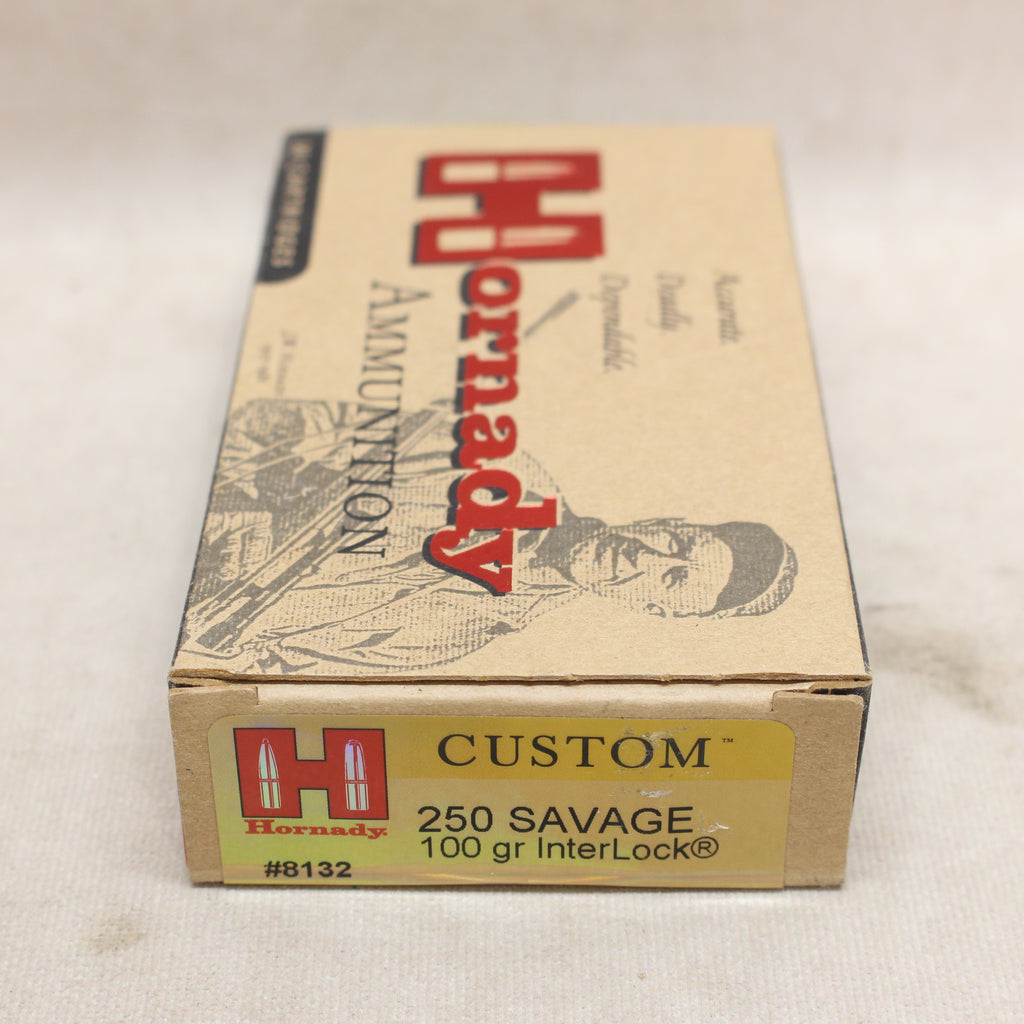 Hornady
AMMUNITION
Accurate.
Deadly.
Dependable.
CUSTOM™
250 SAVAGE
100 gr InterLock®
Hornady.
#8132